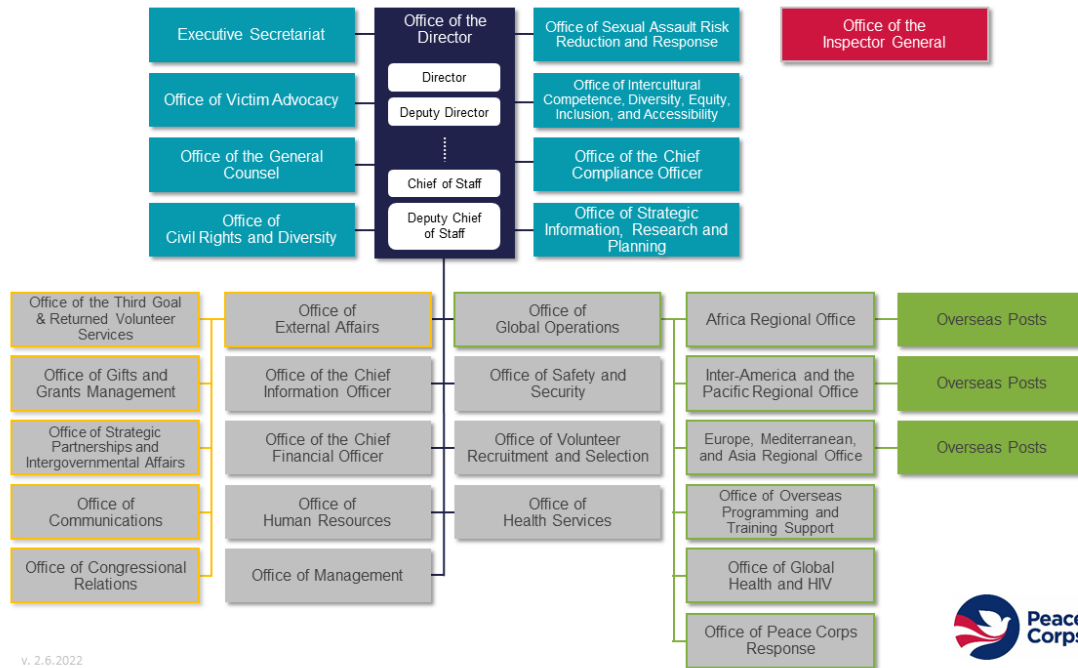 Executive Secretariat
Office of the
Director
Office of Sexual Assault Risk
Reduction and Response
Office of the
Inspector General
Director
Office of Victim Advocacy
Deputy Director
Office of Intercultural
Competence, Diversity, Equity,
Inclusion, and Accessibility
Office of the General
Counsel
Chief of Staff
Office of the Chief
Compliance Officer
Office of
Civil Rights and Diversity
Deputy Chief
of Staff
Office of Strategic
Information, Research and
Planning
Office of the Third Goal
& Returned Volunteer
Services
Office of
External Affairs
Office of
Global Operations
Africa Regional Office
Overseas Posts
Office of Gifts and
Grants Management
Office of the Chief
Information Officer
Office of Safety and
Security
Inter-America and the
Pacific Regional Office
Overseas Posts
Office of Strategic
Partnerships and
Intergovernmental Affairs
Office of the Chief
Financial Officer
Office of Volunteer
Recruitment and Selection
Europe, Mediterranean,
and Asia Regional Office
Overseas Posts
Office of
Communications
Office of
Human Resources
Office of
Health Services
Office of Overseas
Programming and
Training Support
Office of Congressional
Relations
Office of Management
Office of Global
Health and HIV
Office of Peace Corps
Response
Peace
Corps
v. 2.6.2022